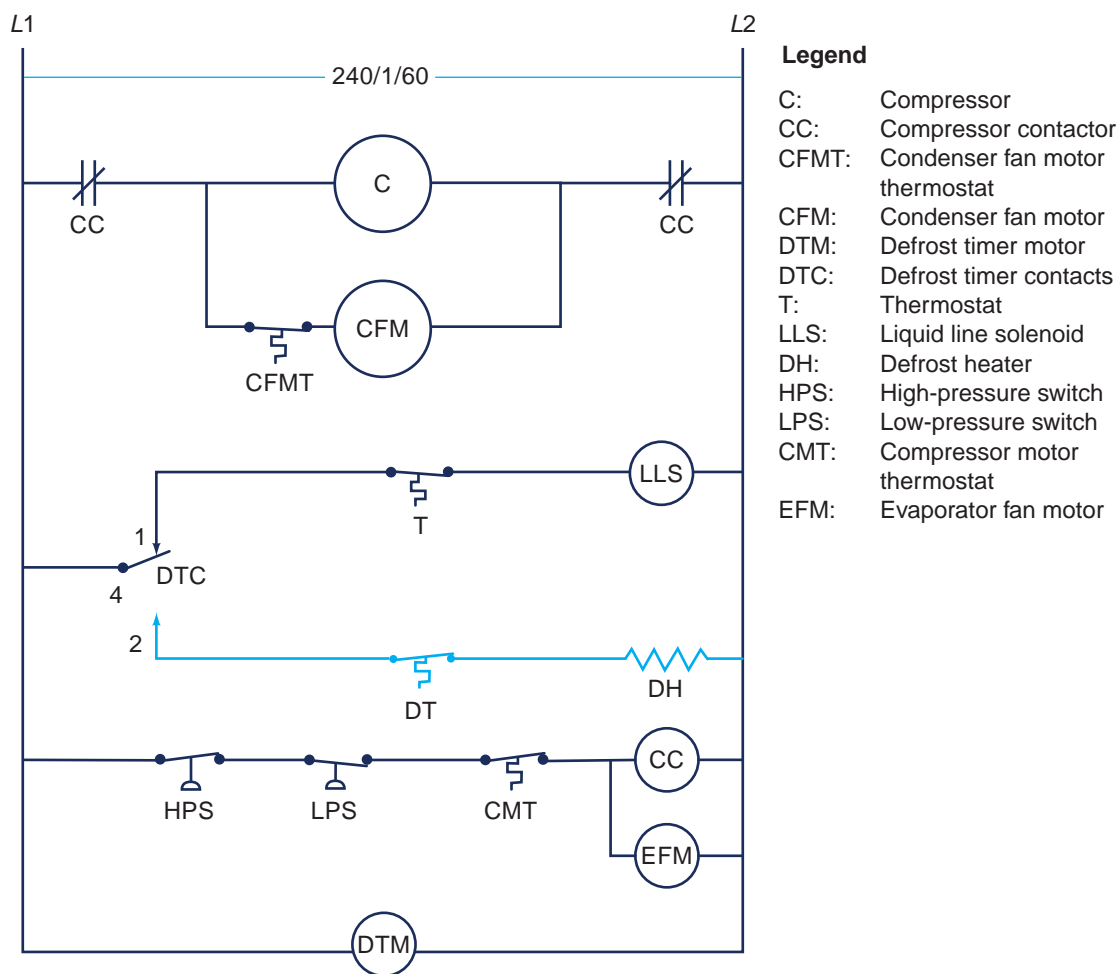 L1
L2
240/1/60
CC
C
CC
CFMT
CFM
1
4
DTC
T
LLS
2
DT
DH
HPS
LPS
CMT
CC
EFM
DTM
Legend
C: Compressor
CC: Compressor contactor
CFMT: Condenser fan motor
thermostat
CFM: Condenser fan motor
DTM: Defrost timer motor
DTC: Defrost timer contacts
T: Thermostat
LLS: Liquid line solenoid
DH: Defrost heater
HPS: High-pressure switch
LPS: Low-pressure switch
CMT: Compressor motor
thermostat
EFM: Evaporator fan motor